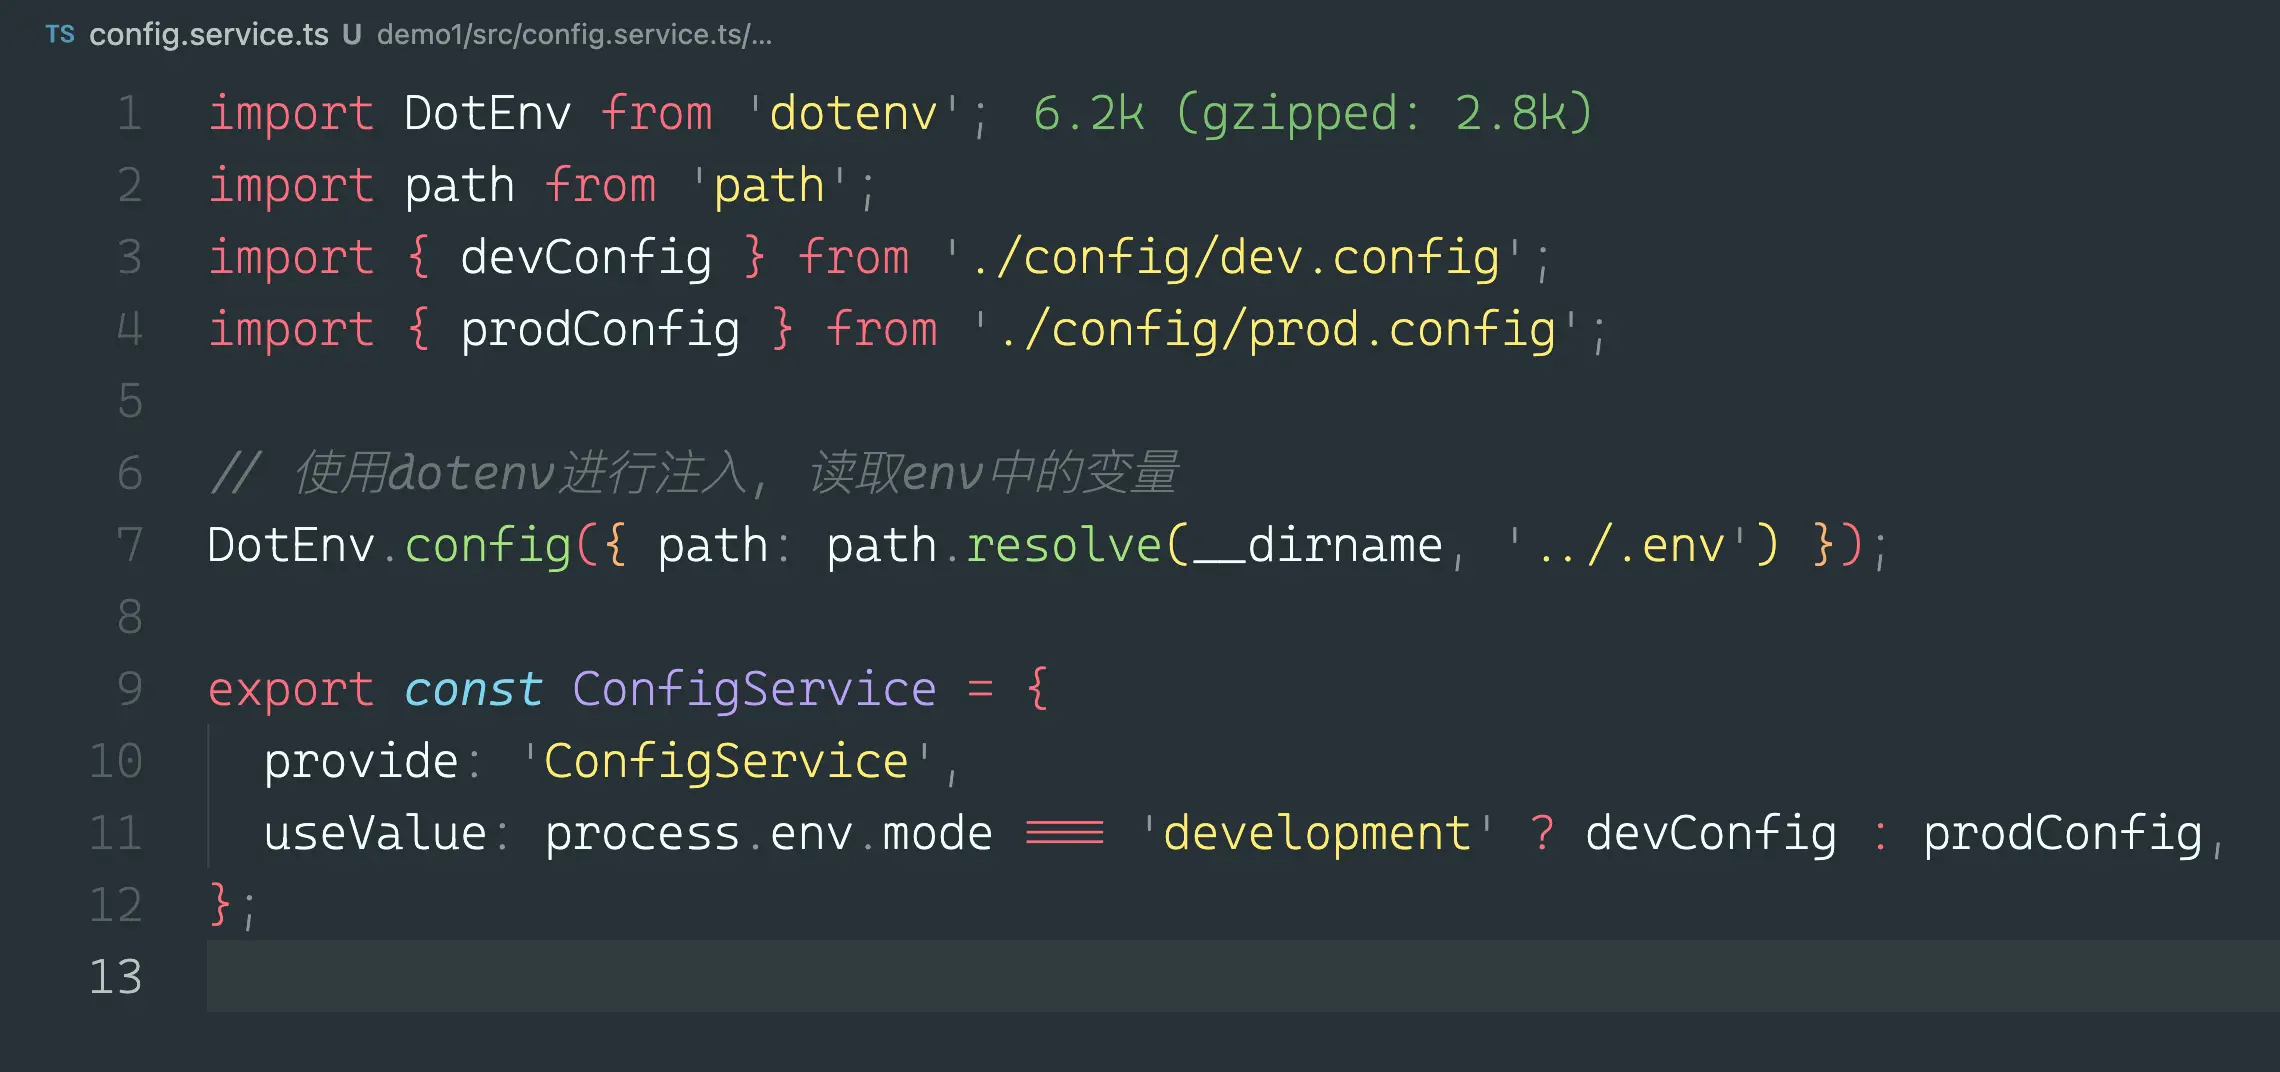 TS config.service.ts U demo1/src/config.service.ts/...
1 import DotEnv from 'dotenv'; 6.2k (gzipped: 2.8k)
2 import path from 'path';
3 import { devConfig } from './config/dev.config';
4 import { prodConfig } from './config/prod.config';
5
6 // 使用dotenv进行注入, 读取env中的变量
7 DotEnv.config({ path: path.resolve(__dirname, '../.env') });
8
9 export const ConfigService = {
10 provide: 'ConfigService',
11 useValue: process.env.mode === 'development' ? devConfig : prodConfig,
12 };
13